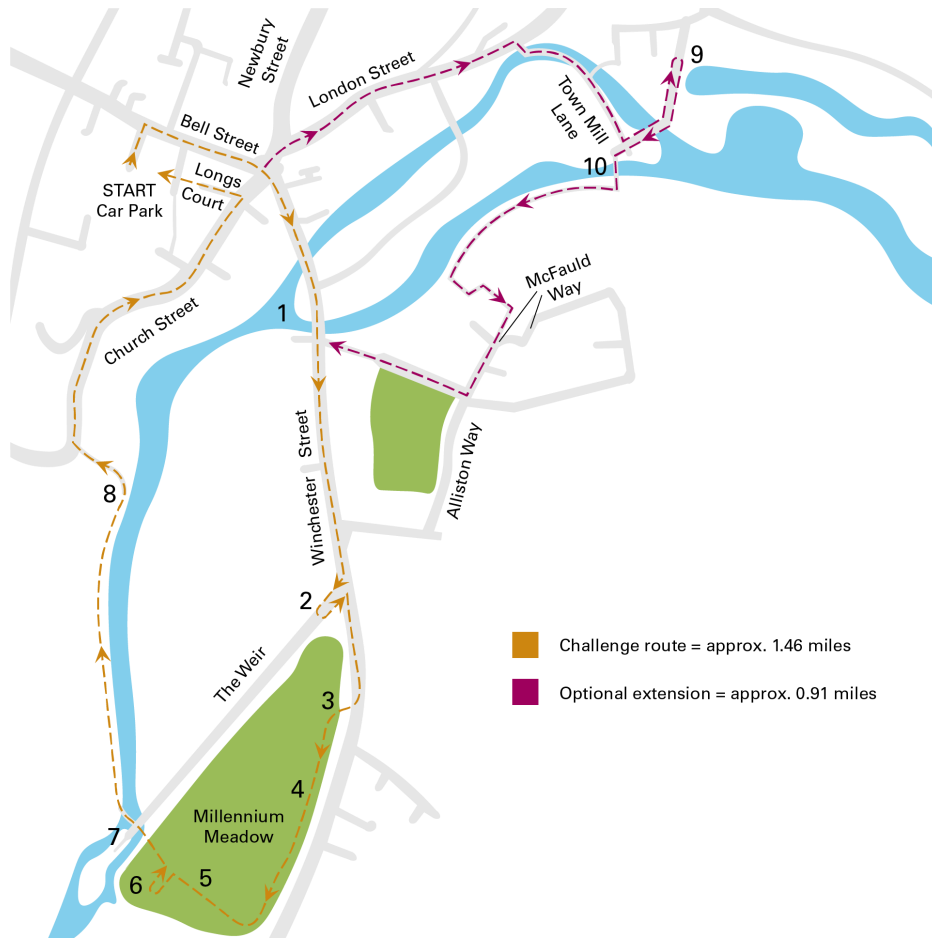 Newbury
Street
London Street
9
Bell Street
Town Mill
Lane
Longs
Court
START
Car Park
10
McFauld
Way
1
Church Street
Winchester Street
Alliston Way
8
2
The Weir
3
Challenge route = approx. 1.46 miles
Optional extension = approx. 0.91 miles
4
Millennium
Meadow
7
5
6